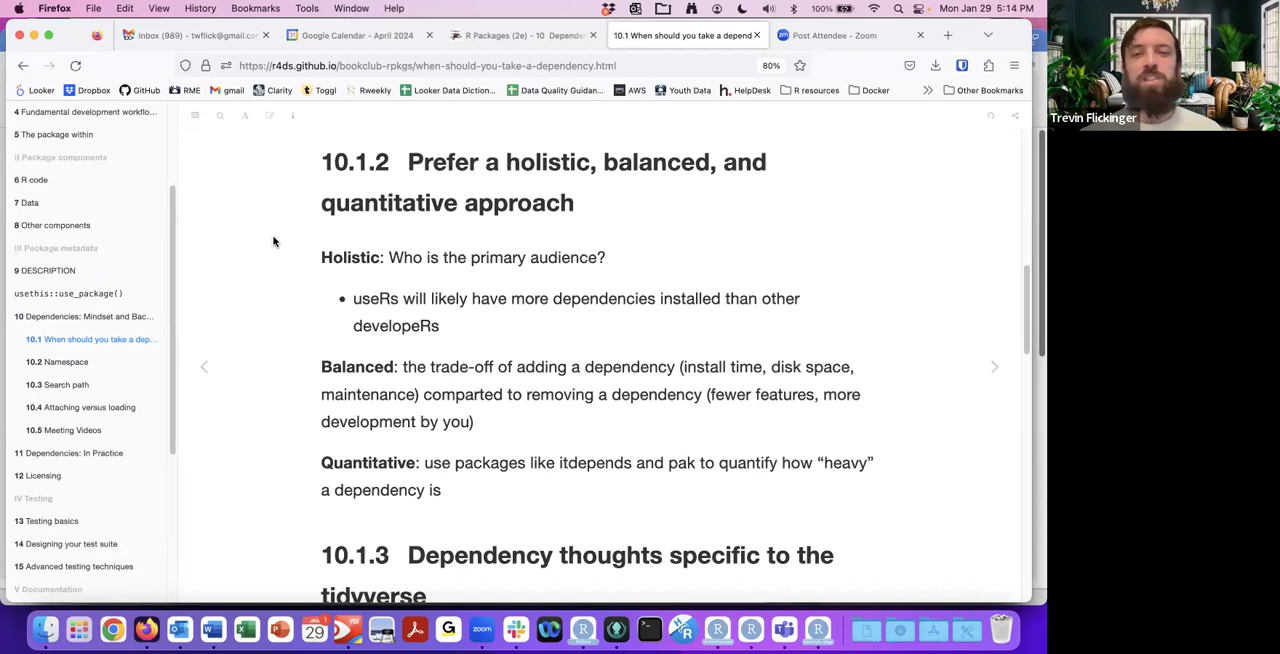 Firefox File Edit View History Bookmarks Tools Window Help 100% Mon Jan 29 5:14 PM
Inbox (989) - twflick@gmail.co Google Calendar - April 2024 R Packages (2e) - 10 Depende 10.1 When should you take a depend Post Attendee - Zoom
https://r4ds.github.io/bookclub-rpkgs/when-should-you-take-a-dependency.html 80%
Looker Dropbox GitHub RME gmail Clarity Toggl Rweekly Looker Data Diction... Data Quality Guidan... AWS Youth Data HelpDesk R resources Docker Other Bookmarks
4 Fundamental development workflo...
5 The package within
II Package components
6 R code
7 Data
8 Other components
III Package metadata
9 DESCRIPTION
usethis::use_package()
10 Dependencies: Mindset and Bac...
10.1 When should you take a dep...
10.2 Namespace
10.3 Search path
10.4 Attaching versus loading
10.5 Meeting Videos
11 Dependencies: In Practice
12 Licensing
IV Testing
13 Testing basics
14 Designing your test suite
15 Advanced testing techniques
V Documentation
10.1.2 Prefer a holistic, balanced, and
quantitative approach
Holistic: Who is the primary audience?
• useRs will likely have more dependencies installed than other
developeRs
Balanced: the trade-off of adding a dependency (install time, disk space,
maintenance) comparted to removing a dependency (fewer features, more
development by you)
Quantitative: use packages like itdepends and pak to quantify how “heavy”
a dependency is
10.1.3 Dependency thoughts specific to the
tidyverse
Trevin Flickinger
JAN
29
zoom